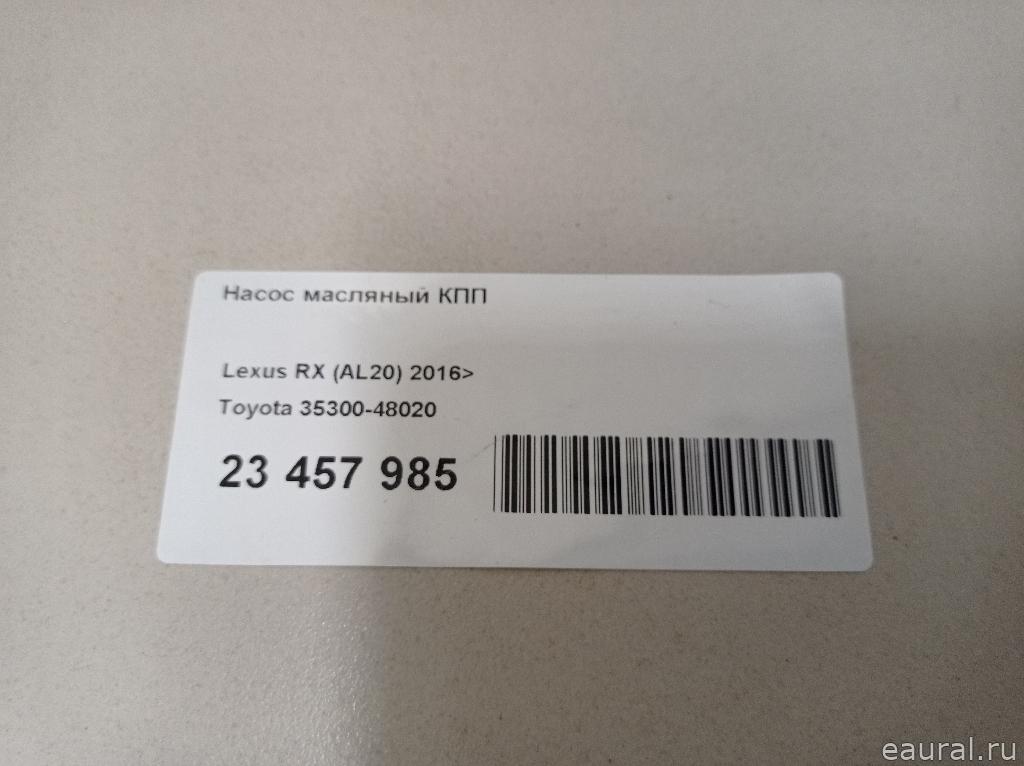 Насос масляный КПП
Lexus RX (AL20) 2016>
Toyota 35300-48020
23 457 985
eaural.ru